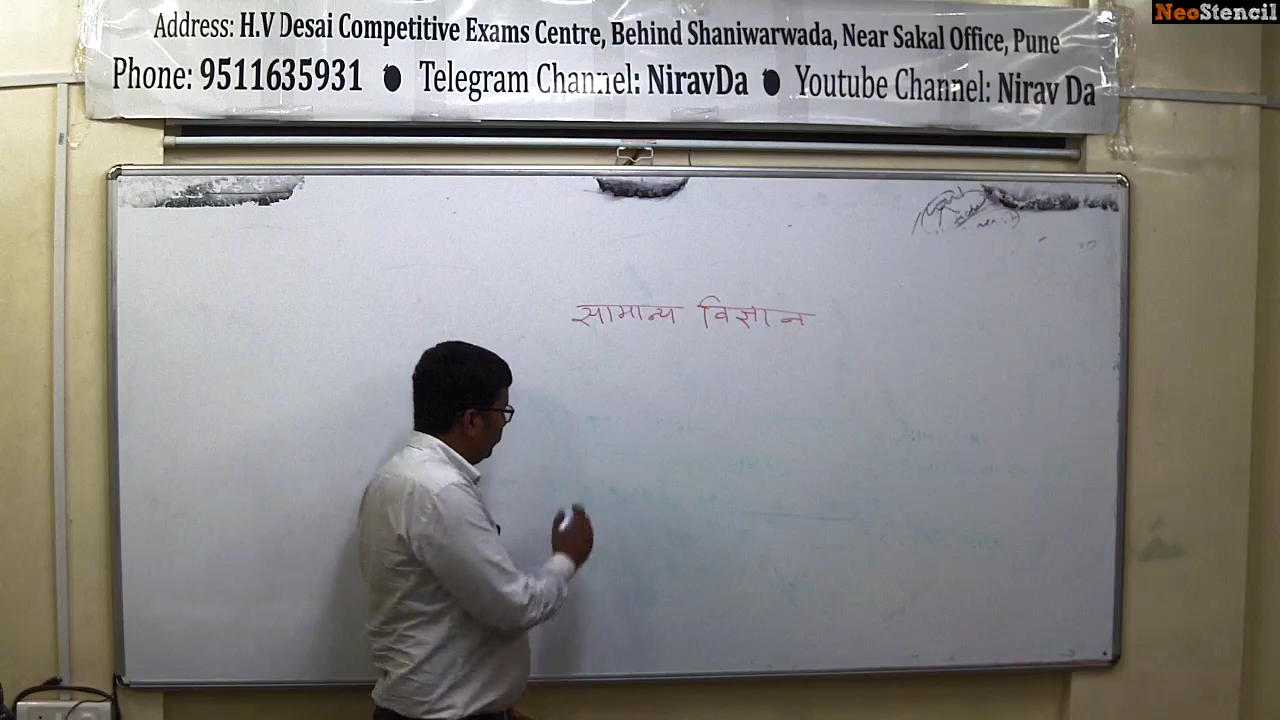 NeoStencil
Address: H.V Desai Competitive Exams Centre, Behind Shaniwarwada, Near Sakal Office, Pune
Phone: 9511635931 ● Telegram Channel: NiravDa ● Youtube Channel: Nirav Da
सामान्य विज्ञान